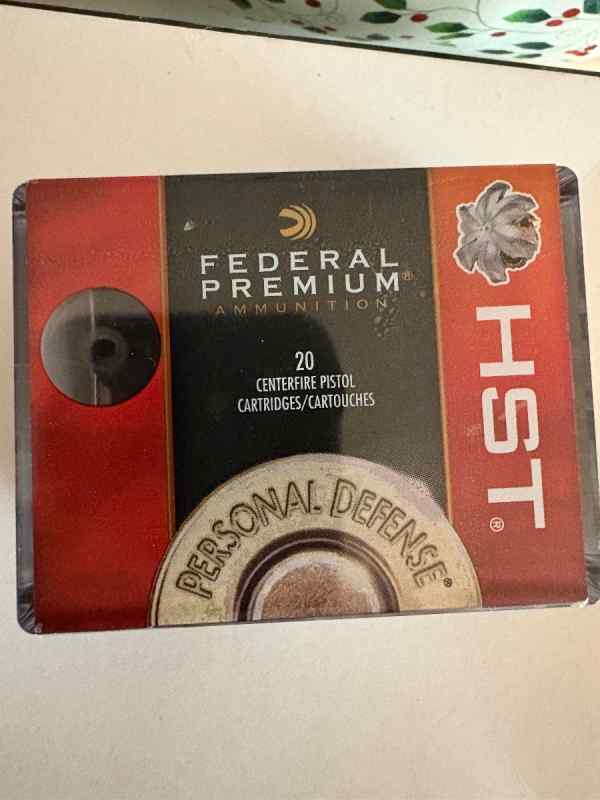 FEDERAL
PREMIUM®
AMMUNITION
20
CENTERFIRE PISTOL
CARTRIDGES/CARTOUCHES
PERSONAL DEFENSE®
HST®